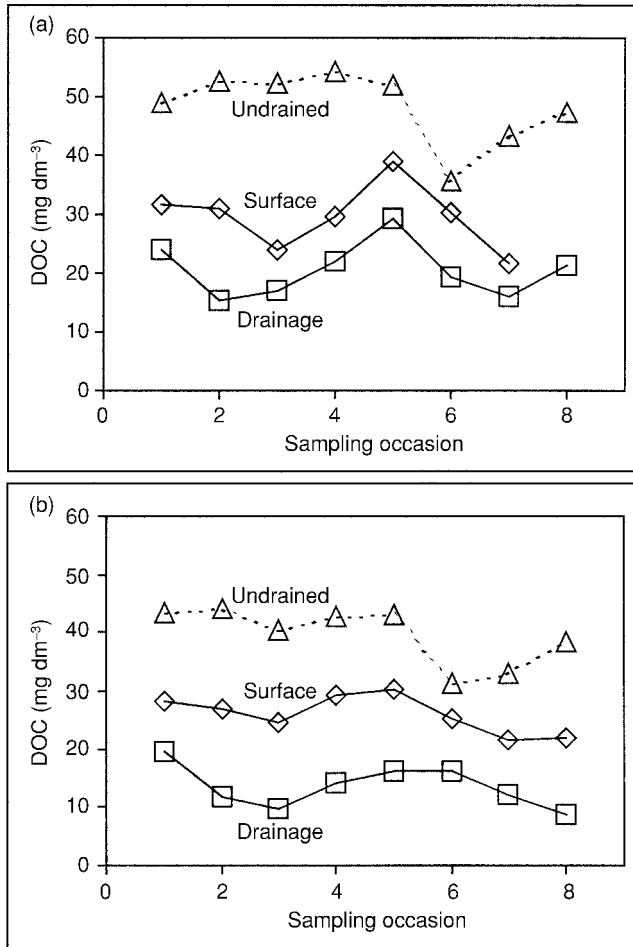 (a)
60
50
40
30
20
10
0
DOC (mg dm⁻³)
Undrained
Surface
Drainage
0 2 4 6 8
Sampling occasion
(b)
60
50
40
30
20
10
0
DOC (mg dm⁻³)
Undrained
Surface
Drainage
0 2 4 6 8
Sampling occasion